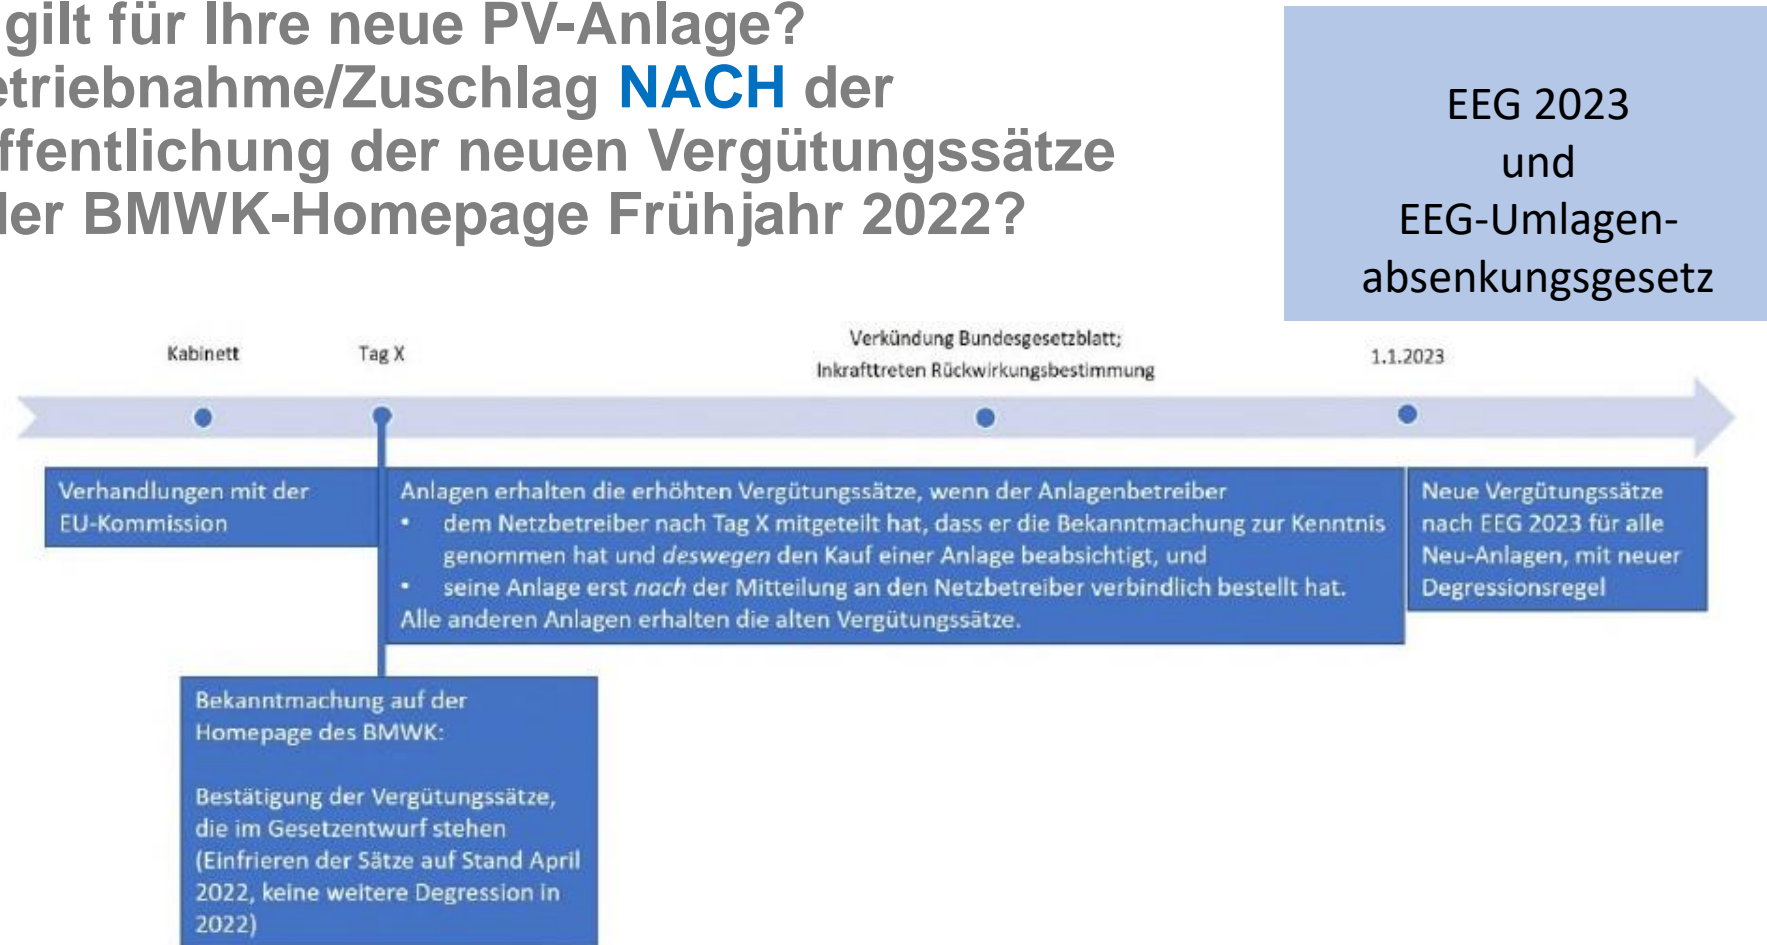 gilt für Ihre neue PV-Anlage?
etriebnahme/Zuschlag NACH der
ffentlichung der neuen Vergütungssätze
der BMWK-Homepage Frühjahr 2022?
EEG 2023
und
EEG-Umlagen-
absenkungsgesetz
Kabinett
Tag X
Verkündung Bundesgesetzblatt;
Inkrafttreten Rückwirkungsbestimmung
1.1.2023
Verhandlungen mit der
EU-Kommission
Anlagen erhalten die erhöhten Vergütungssätze, wenn der Anlagenbetreiber
• dem Netzbetreiber nach Tag X mitgeteilt hat, dass er die Bekanntmachung zur Kenntnis
genommen hat und deswegen den Kauf einer Anlage beabsichtigt, und
• seine Anlage erst nach der Mitteilung an den Netzbetreiber verbindlich bestellt hat.
Alle anderen Anlagen erhalten die alten Vergütungssätze.
Neue Vergütungssätze
nach EEG 2023 für alle
Neu-Anlagen, mit neuer
Degressionsregel
Bekanntmachung auf der
Homepage des BMWK:
Bestätigung der Vergütungssätze,
die im Gesetzentwurf stehen
(Einfrieren der Sätze auf Stand April
2022, keine weitere Degression in
2022)